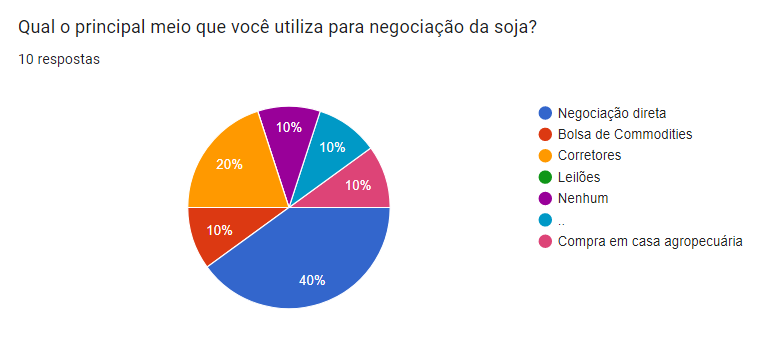 Qual o principal meio que você utiliza para negociação da soja?
10 respostas
10%
10%
20%
10%
10%
40%
Negociação direta
Bolsa de Commodities
Corretores
Leilões
Nenhum
..
Compra em casa agropecuária